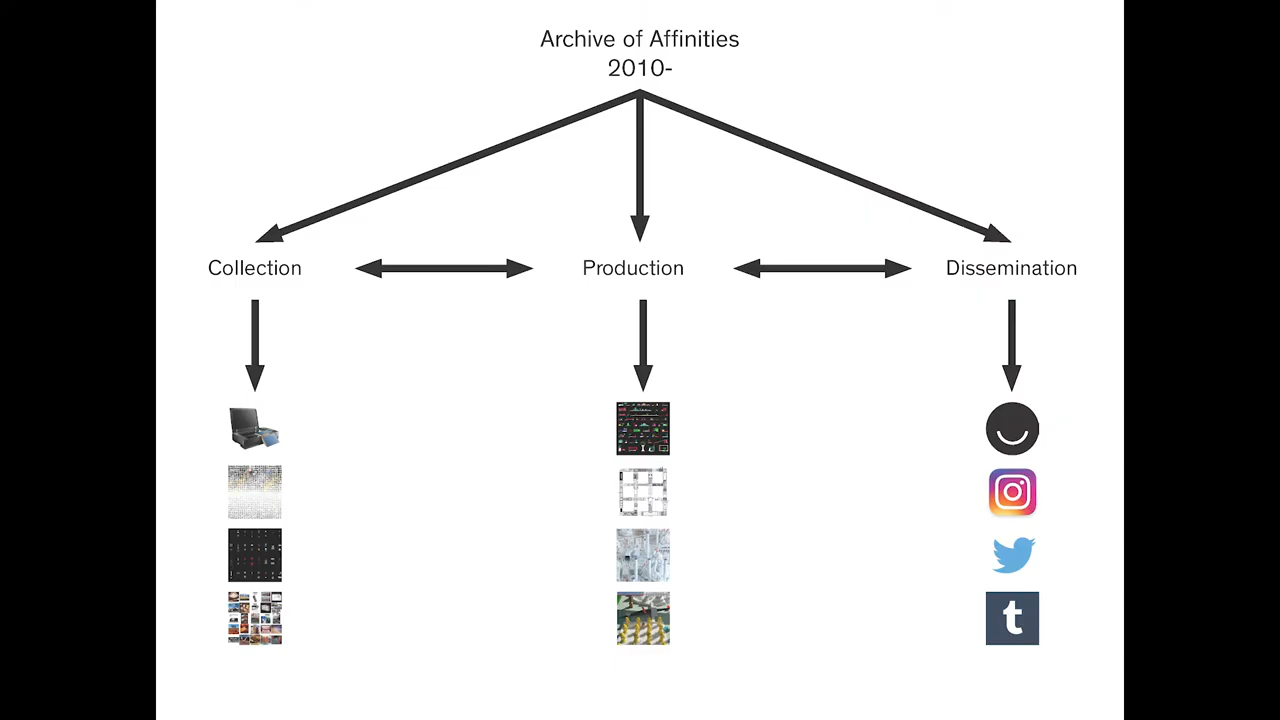 Archive of Affinities
2010-
Collection
Production
Dissemination
t